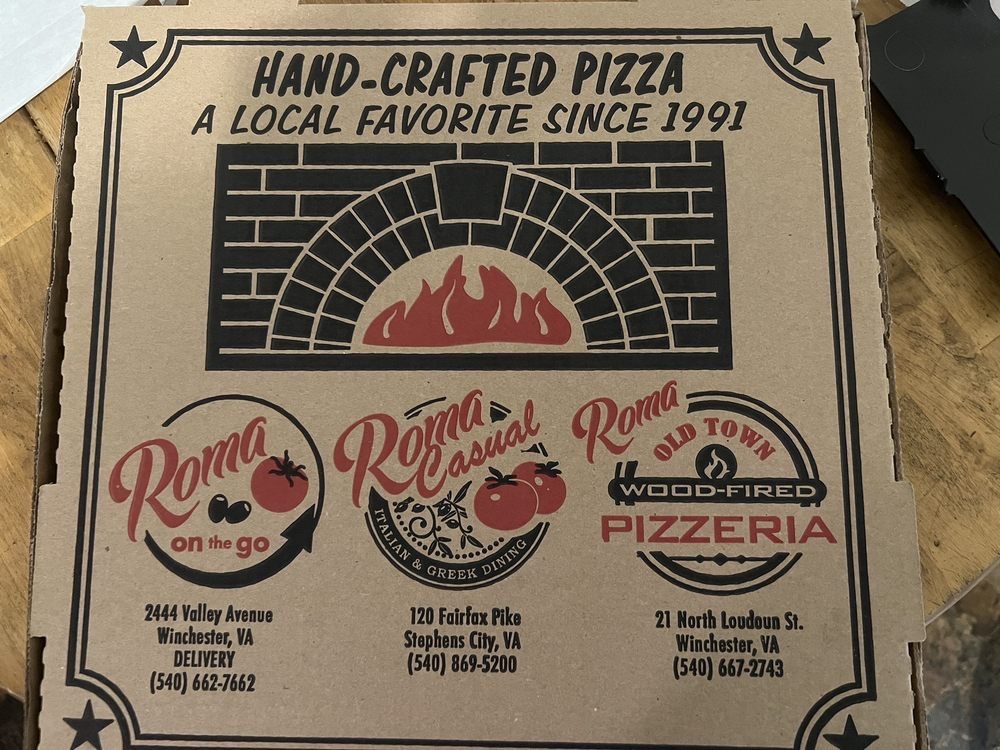 HAND-CRAFTED PIZZA
A LOCAL FAVORITE SINCE 1991
Roma
on the go
2444 Valley Avenue
Winchester, VA
DELIVERY
(540) 662-7662
Roma
Casual
ITALIAN & GREEK DINING
120 Fairfax Pike
Stephens City, VA
(540) 869-5200
Roma
OLD TOWN
WOOD-FIRED
PIZZERIA
21 North Loudoun St.
Winchester, VA
(540) 667-2743